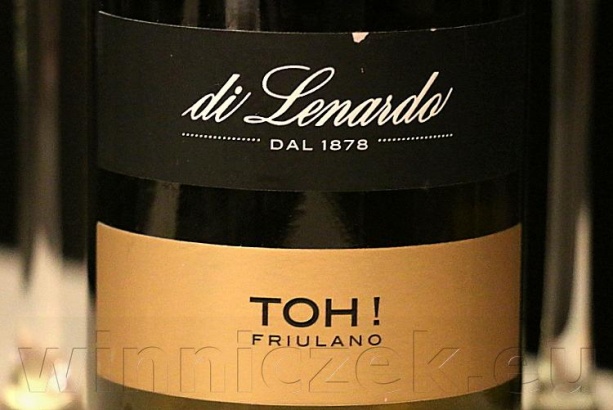 di Lenardo
DAL 1878
TOH!
FRIULANO
winniczek.eu